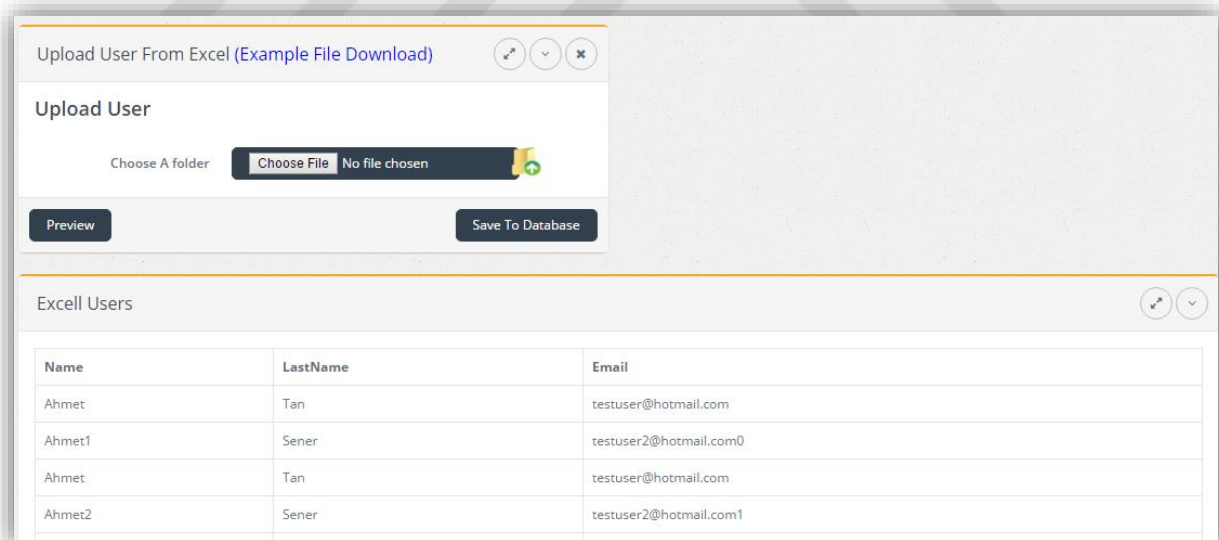 Upload User From Excel (Example File Download)
Upload User
Choose A folder Choose File No file chosen
Preview Save To Database
Excell Users
Name LastName Email
Ahmet Tan testuser@hotmail.com
Ahmet1 Sener testuser2@hotmail.com0
Ahmet Tan testuser@hotmail.com
Ahmet2 Sener testuser2@hotmail.com1